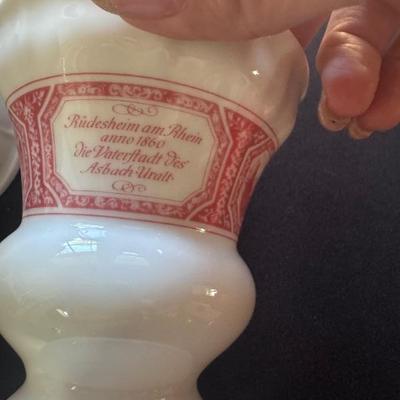 Rüdesheim am Rhein
anno 1860
die Vaterstadt des
Asbach-Uralt